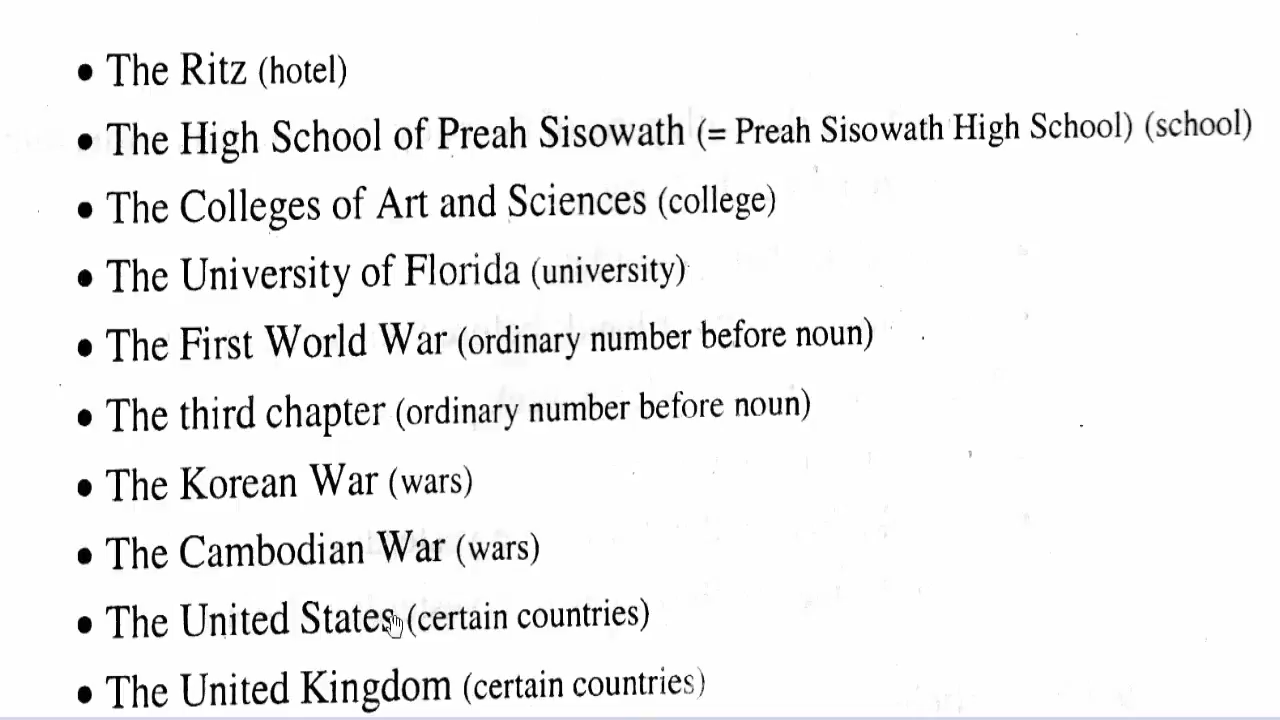 • The Ritz (hotel)
• The High School of Preah Sisowath (= Preah Sisowath High School) (school)
• The Colleges of Art and Sciences (college)
• The University of Florida (university)
• The First World War (ordinary number before noun)
• The third chapter (ordinary number before noun)
• The Korean War (wars)
• The Cambodian War (wars)
• The United States (certain countries)
• The United Kingdom (certain countries)